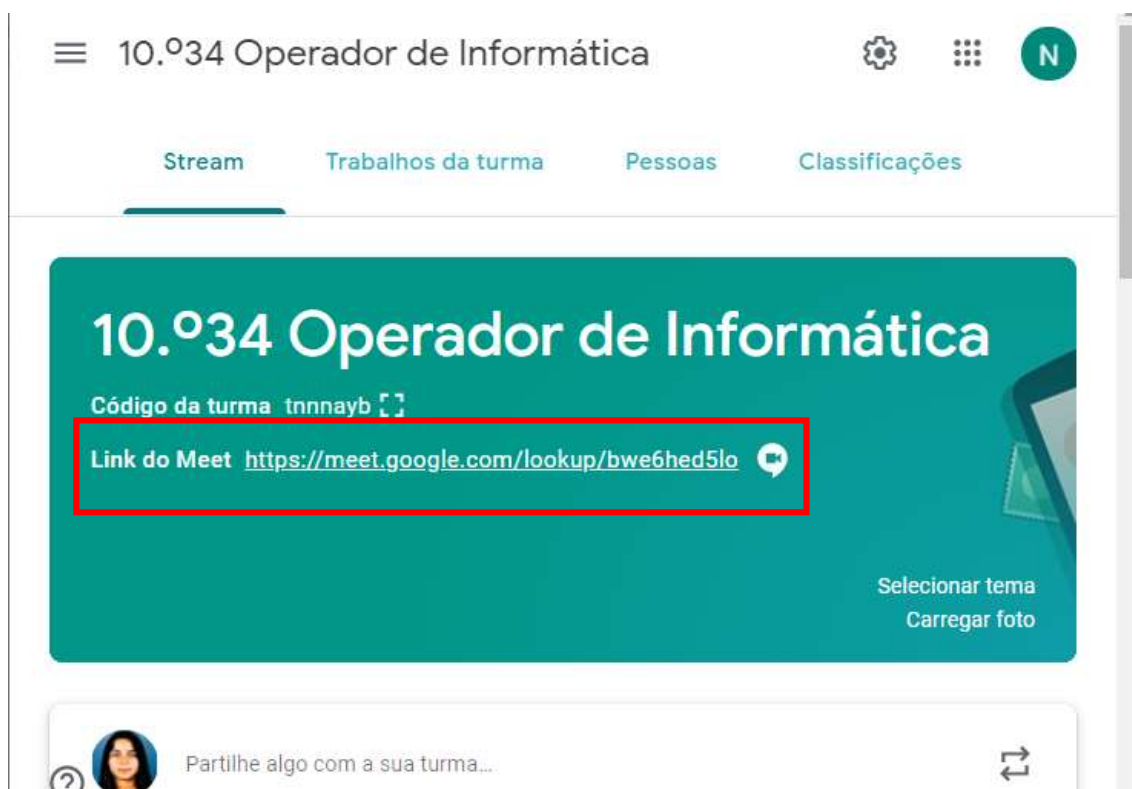 10.º34 Operador de Informática
N
Stream Trabalhos da turma Pessoas Classificações
10.º34 Operador de Informática
Código da turma tnnnayb
Link do Meet https://meet.google.com/lookup/bwe6hed5lo
Selecionar tema
Carregar foto
Partilhe algo com a sua turma...
?